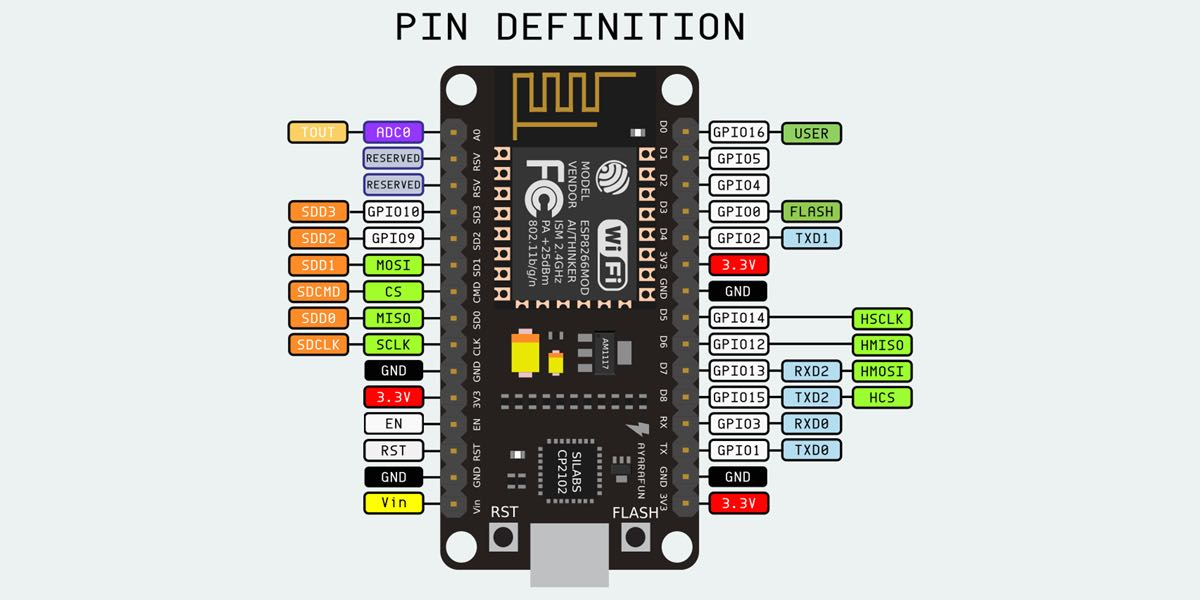 PIN DEFINITION
TOUT ADC0 A0 D0 GPIO16 USER
RESERVED RSV D1 GPIO5
RESERVED RSV D2 GPIO4
SDD3 GPIO10 SD3 D3 GPIO0 FLASH
SDD2 GPIO9 SD2 D4 GPIO2 TXD1
SDD1 MOSI SD1 3V3 3.3V
SDCMD CS CMD GND GND
SDD0 MISO SD0 D5 GPIO14 HSCLK
SDCLK SCLK CLK D6 GPIO12 HMISO
GND GND D7 GPIO13 RXD2 HMOSI
3.3V 3V3 D8 GPIO15 TXD2 HCS
EN EN RX GPIO3 RXD0
RST RST TX GPIO1 TXD0
GND GND GND GND
Vin Vin 3V3 3.3V
FC
MODEL ESP8266MOD
VENDOR AI/THINKER
ISM 2.4GHz
PA +25dBm
802.11b/g/n
Wi Fi
AM1117
SILABS
CP2102
AYARAFUN
RST FLASH